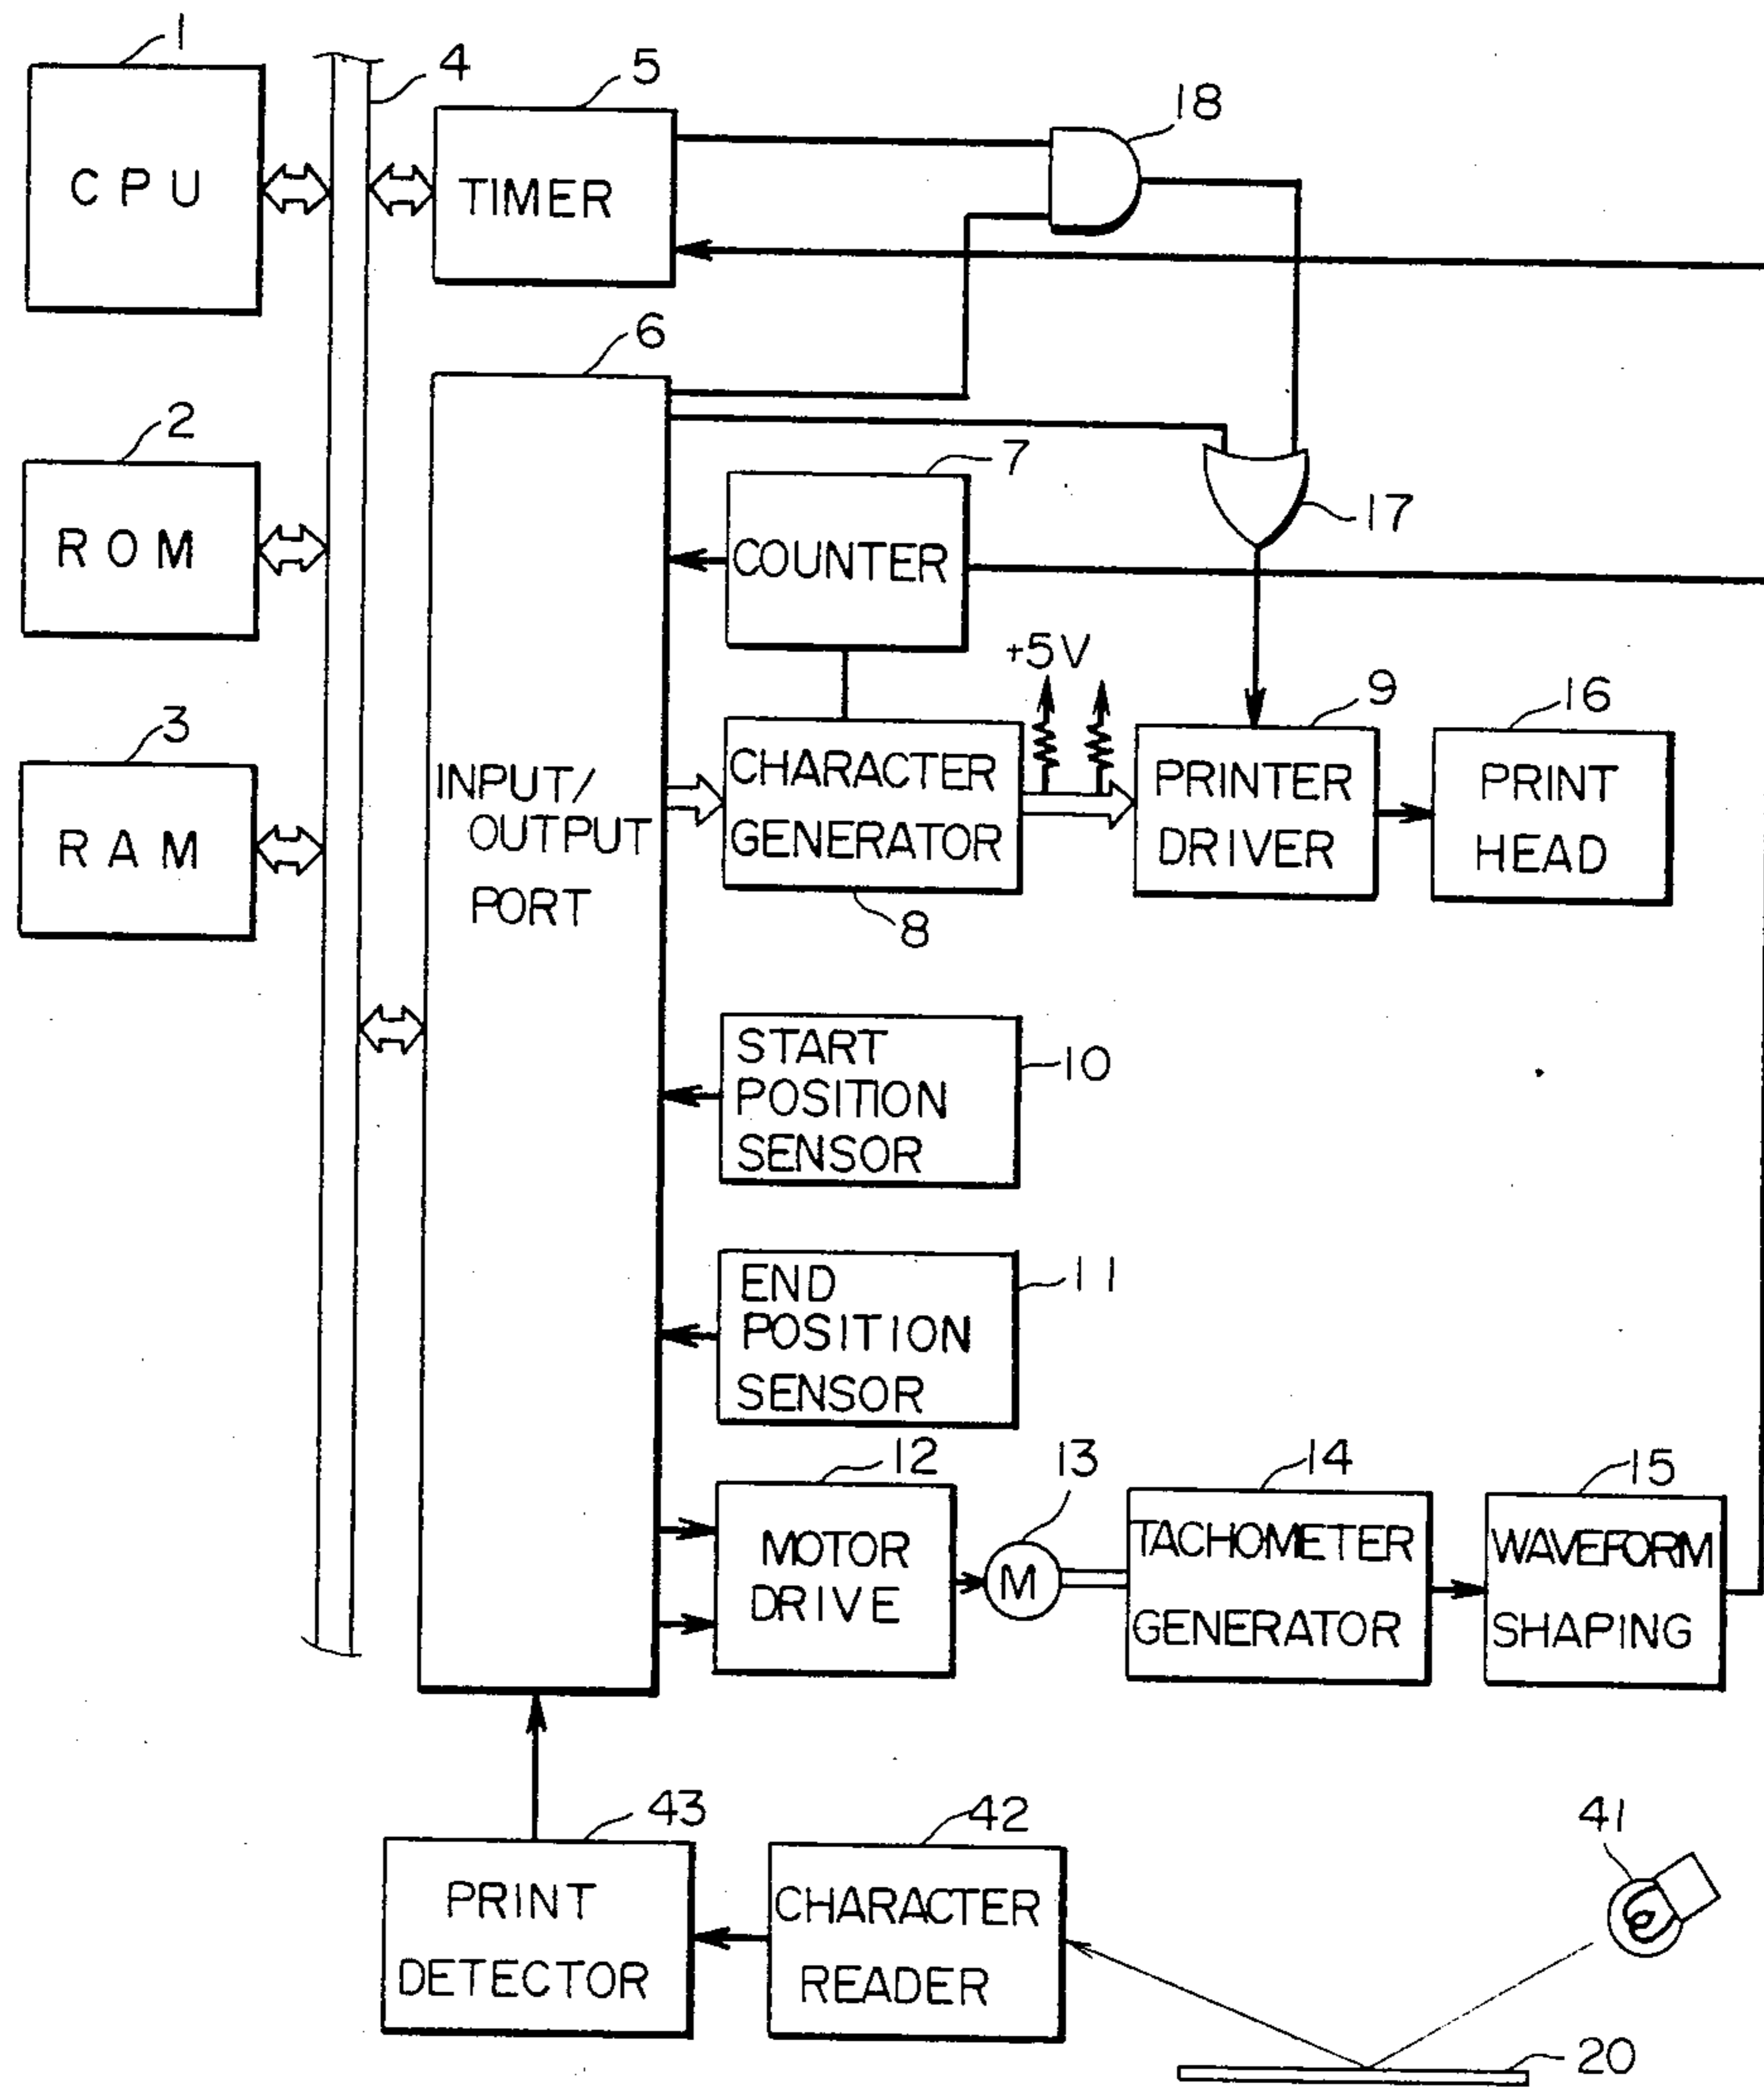 1
CPU
4
5
TIMER
18
6
2
ROM
7
COUNTER
17
+5V
3
RAM
INPUT/
OUTPUT
PORT
CHARACTER
GENERATOR
8
9
PRINTER
DRIVER
16
PRINT
HEAD
START
POSITION
SENSOR
10
END
POSITION
SENSOR
11
12
MOTOR
DRIVE
13
M
14
TACHOMETER
GENERATOR
15
WAVEFORM
SHAPING
43
PRINT
DETECTOR
42
CHARACTER
READER
41
20